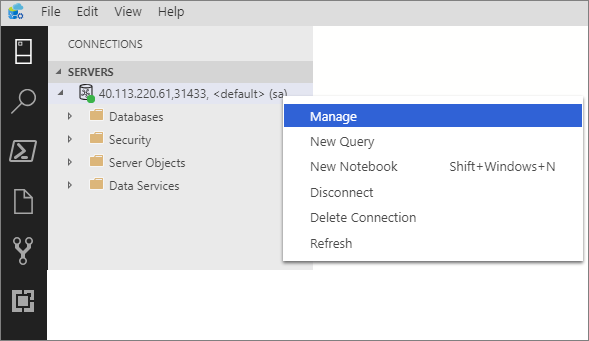 File Edit View Help
CONNECTIONS
SERVERS
40.113.220.61,31433, <default> (sa)
Databases
Security
Server Objects
Data Services
Manage
New Query
New Notebook Shift+Windows+N
Disconnect
Delete Connection
Refresh